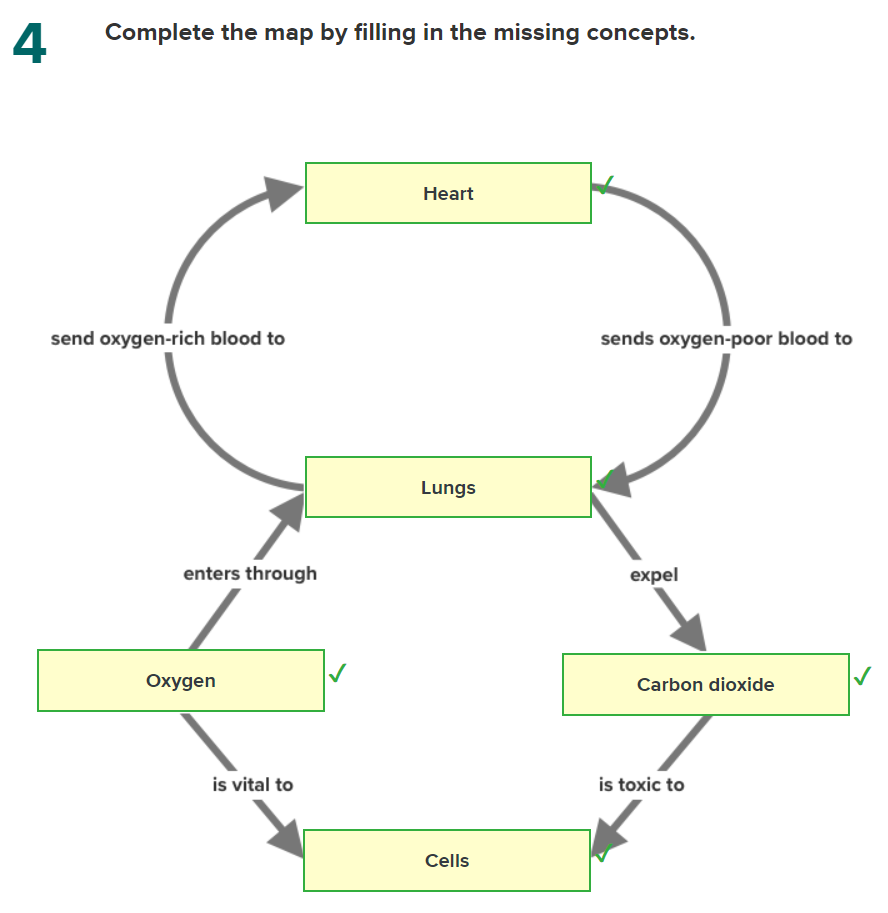 4
Complete the map by filling in the missing concepts.
Heart
send oxygen-rich blood to
sends oxygen-poor blood to
Lungs
enters through
expel
Oxygen
Carbon dioxide
is vital to
is toxic to
Cells